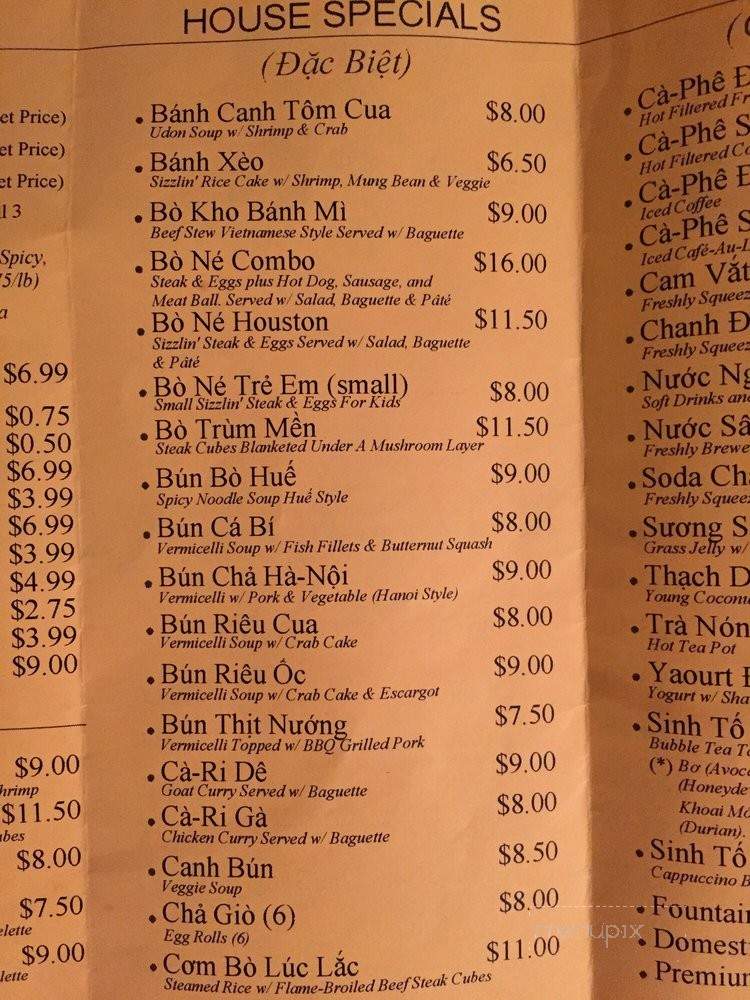 HOUSE SPECIALS
(Đặc Biệt)
• Bánh Canh Tôm Cua $8.00
Udon Soup w/ Shrimp & Crab
• Bánh Xèo $6.50
Sizzlin' Rice Cake w/ Shrimp, Mung Bean & Veggie
• Bò Kho Bánh Mì $9.00
Beef Stew Vietnamese Style Served w/ Baguette
• Bò Né Combo $16.00
Steak & Eggs plus Hot Dog, Sausage, and
Meat Ball. Served w/ Salad, Baguette & Pâté
• Bò Né Houston $11.50
Sizzlin' Steak & Eggs Served w/ Salad, Baguette
& Pâté
• Bò Né Trẻ Em (small) $8.00
Small Sizzlin' Steak & Eggs For Kids
• Bò Trùm Mền $11.50
Steak Cubes Blanketed Under A Mushroom Layer
• Bún Bò Huế $9.00
Spicy Noodle Soup Huế Style
• Bún Cá Bí $8.00
Vermicelli Soup w/ Fish Fillets & Butternut Squash
• Bún Chả Hà-Nội $9.00
Vermicelli w/ Pork & Vegetable (Hanoi Style)
• Bún Riêu Cua $8.00
Vermicelli Soup w/ Crab Cake
• Bún Riêu Ốc $9.00
Vermicelli Soup w/ Crab Cake & Escargot
• Bún Thịt Nướng $7.50
Vermicelli Topped w/ BBQ Grilled Pork
• Cà-Ri Dê $9.00
Goat Curry Served w/ Baguette
• Cà-Ri Gà $8.00
Chicken Curry Served w/ Baguette
• Canh Bún $8.50
Veggie Soup
• Chả Giò (6) $8.00
Egg Rolls (6)
• Cơm Bò Lúc Lắc $11.00
Steamed Rice w/ Flame-Broiled Beef Steak Cubes
et Price)
et Price)
et Price)
l 3
Spicy,
5/lb)
a
$6.99
$0.75
$0.50
$6.99
$3.99
$6.99
$3.99
$4.99
$2.75
$3.99
$9.00
$9.00
hrimp
$11.50
ubes
$8.00
$7.50
elette
$9.00
lette
• Cà-Phê
Hot Filtered
• Cà-Phê
Hot Filtered
• Cà-Phê
Iced Coffee
• Cà-Phê
Iced Café-Au-
• Cam Vắt
Freshly Squeez
• Chanh
Freshly Squeez
• Nước
Soft Drinks
• Nước
Freshly Brewe
• Soda
Freshly Squeez
• Sương
Grass Jelly w/
• Thạch
Young Coconu
• Trà Nón
Hot Tea Pot
• Yaourt
Yogurt w/ Sha
• Sinh Tố
Bubble Tea
(*) Bơ (Avoc
(Honeyde
Khoai
(Durian).
• Sinh Tố
Cappuccino
• Fountain
• Domest
• Premiu
menupix